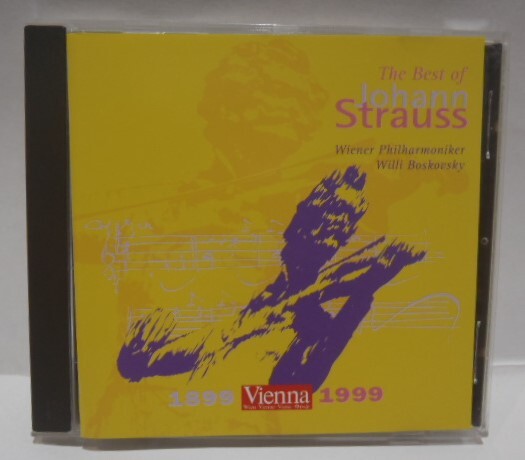 The Best of
Johann
Strauss
Wiener Philharmoniker
Willi Boskovsky
1899 Vienna 1999